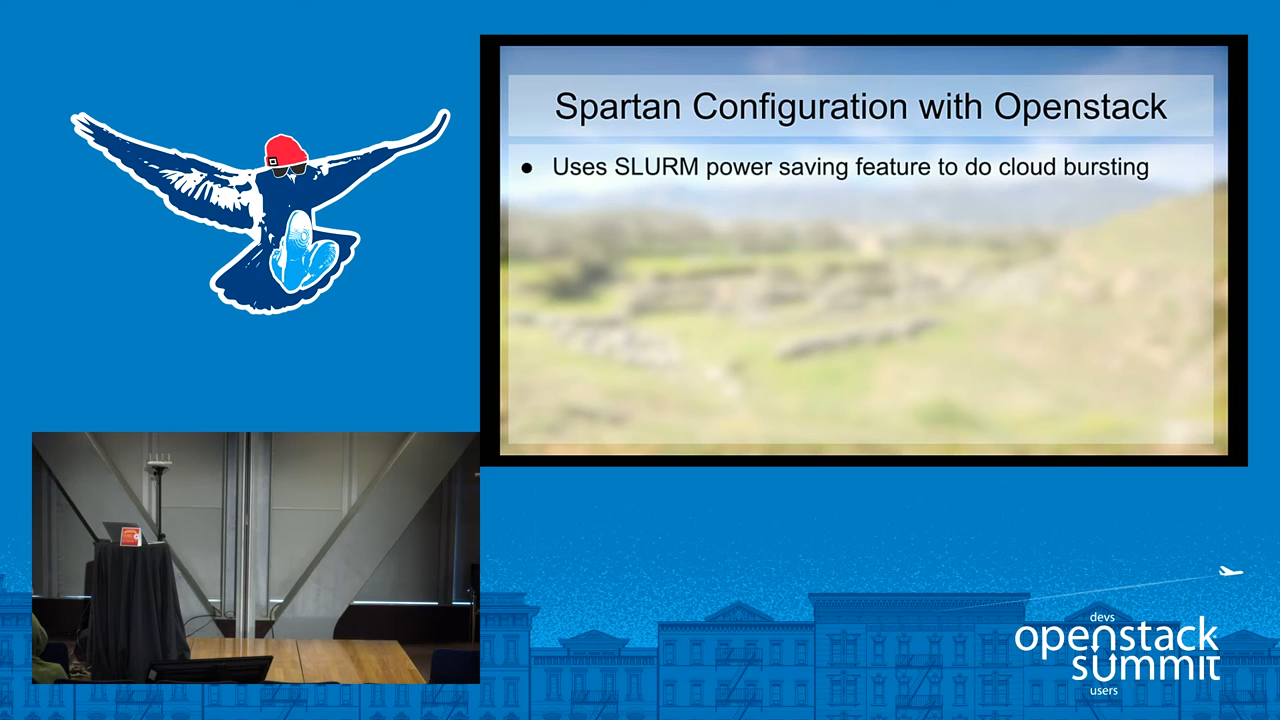 Spartan Configuration with Openstack
● Uses SLURM power saving feature to do cloud bursting
devs
openstack
summit
users